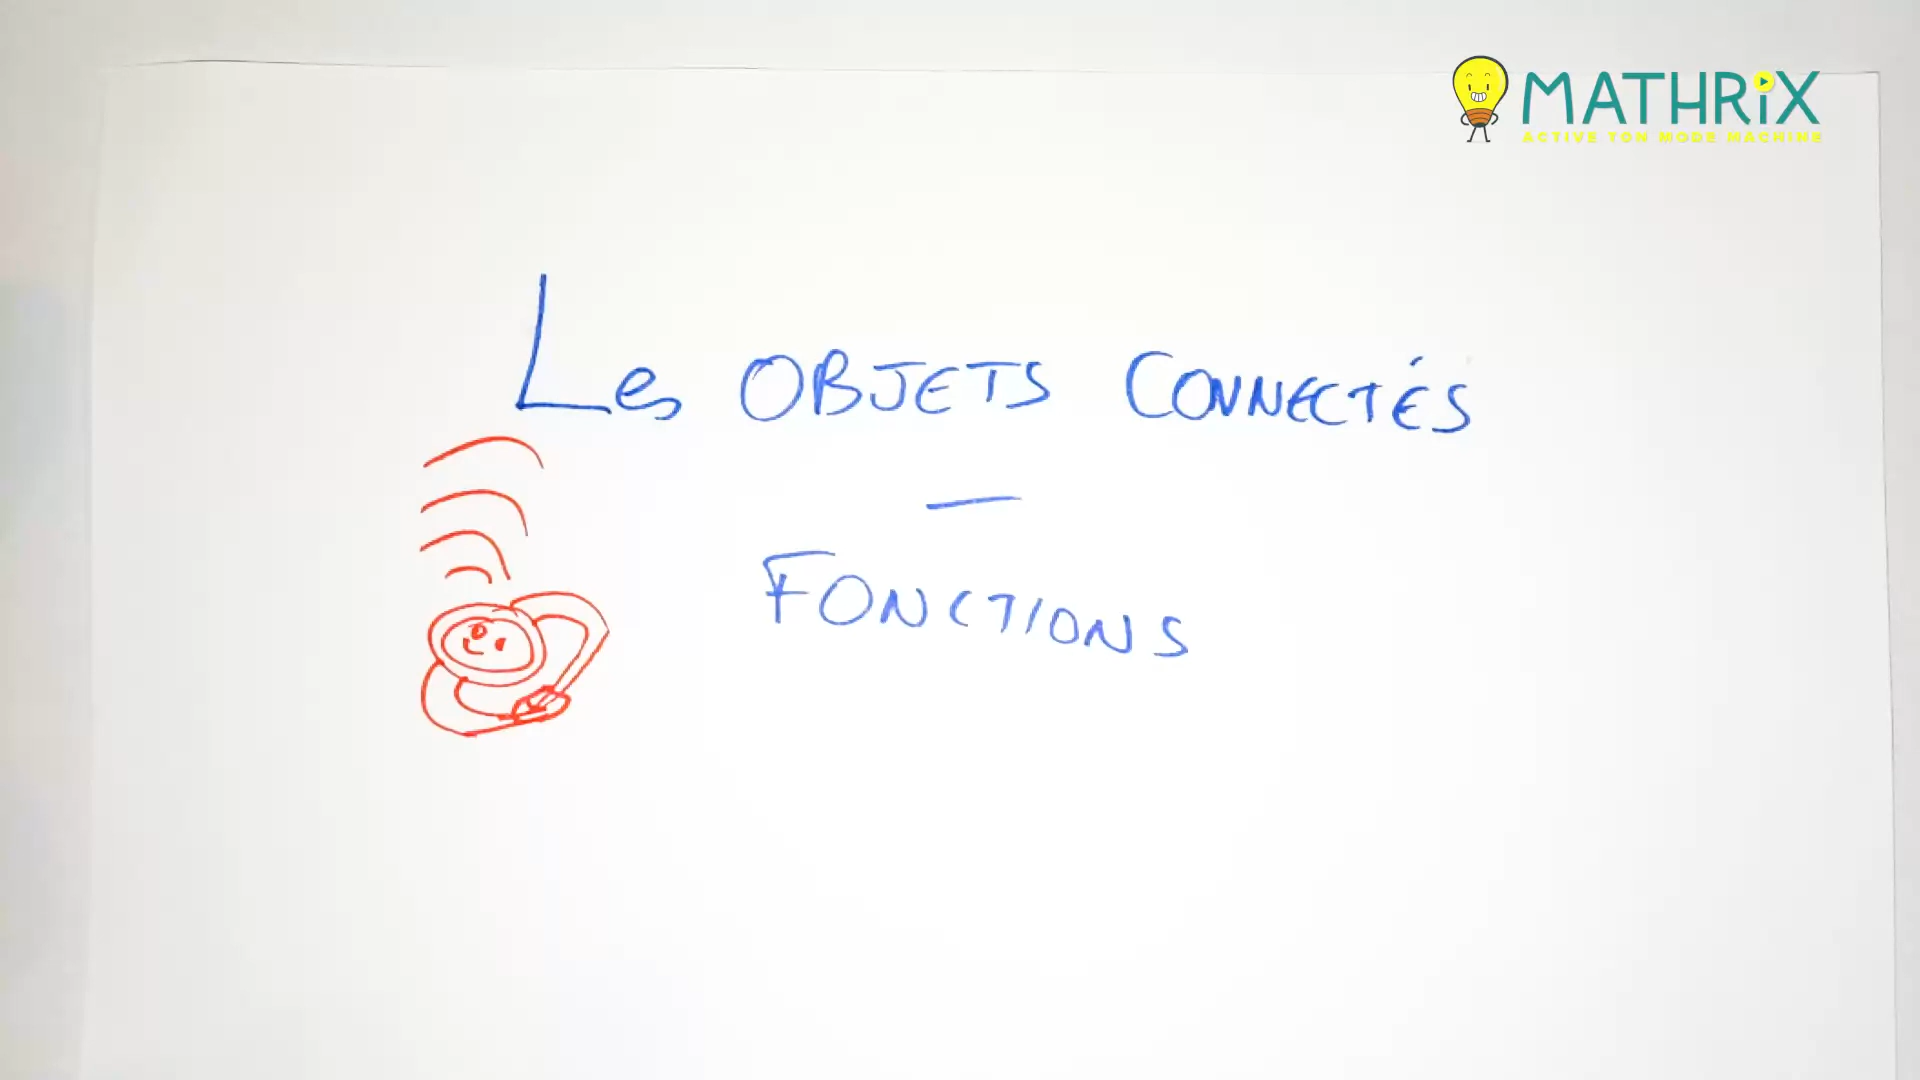 MATHRiX
ACTIVE TON MODE MACHINE
Les OBJETS CONNECTÉS
—
FONCTIONS